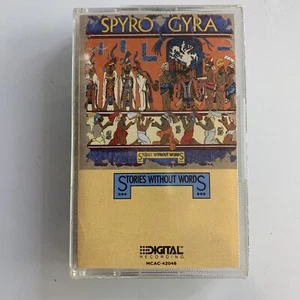 SPYRO GYRA
STORIES WITHOUT WORDS
STORIES WITHOUT WORDS
DIGITAL
RECORDING
MCAC-42046